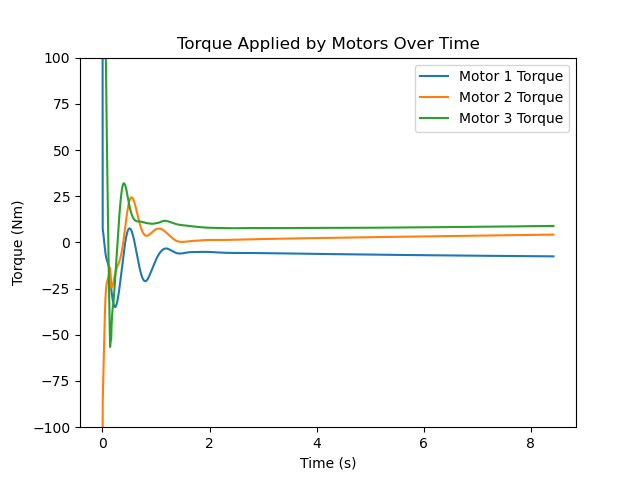 Torque Applied by Motors Over Time
Motor 1 Torque
Motor 2 Torque
Motor 3 Torque
Torque (Nm)
100
75
50
25
0
−25
−50
−75
−100
0 2 4 6 8
Time (s)